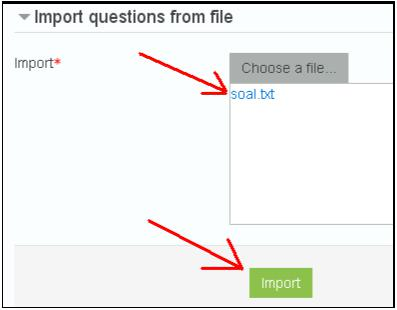 Import questions from file
Import*
Choose a file...
soal.txt
Import